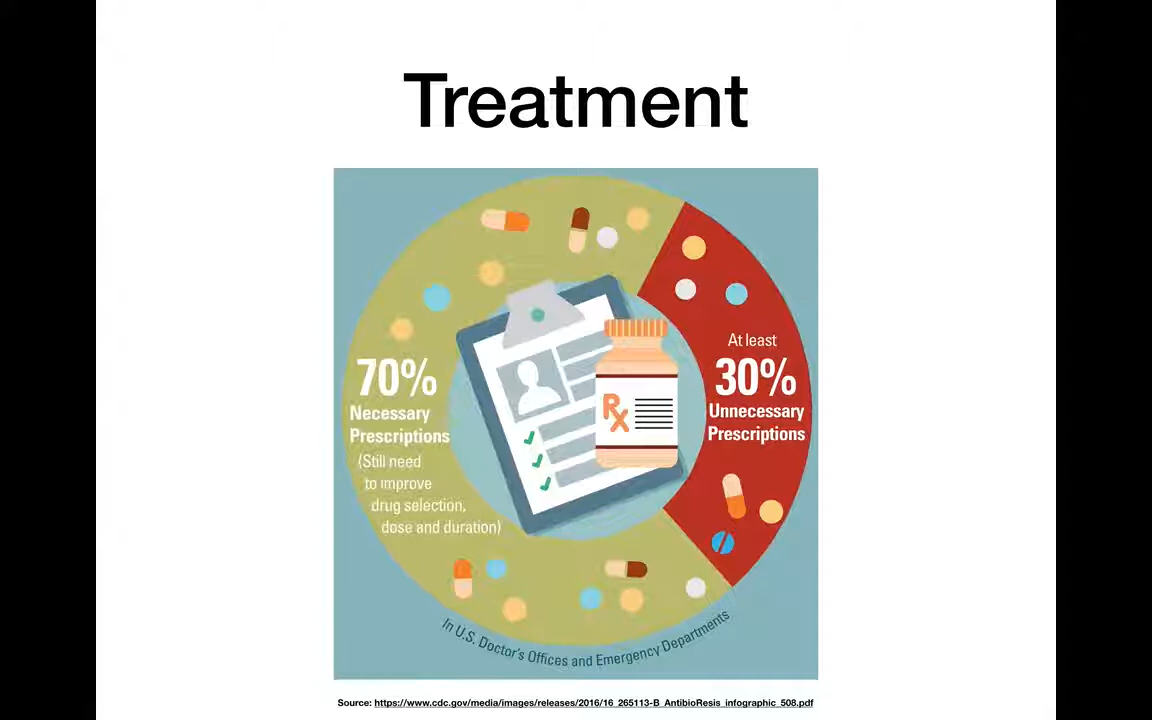 Treatment
70%
Necessary
Prescriptions
(Still need
to improve
drug selection,
dose and duration)
At least
30%
Unnecessary
Prescriptions
Rx
In U.S. Doctor's Offices and Emergency Departments
Source: https://www.cdc.gov/media/images/releases/2016/16_265113-B_AntibioResis_infographic_508.pdf